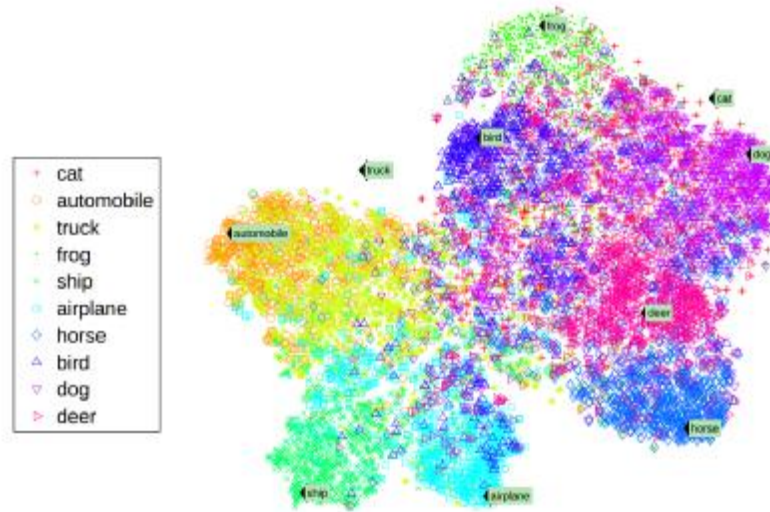 cat
automobile
truck
frog
ship
airplane
horse
bird
dog
deer
frog
cat
bird
dog
truck
automobile
deer
horse
ship
airplane